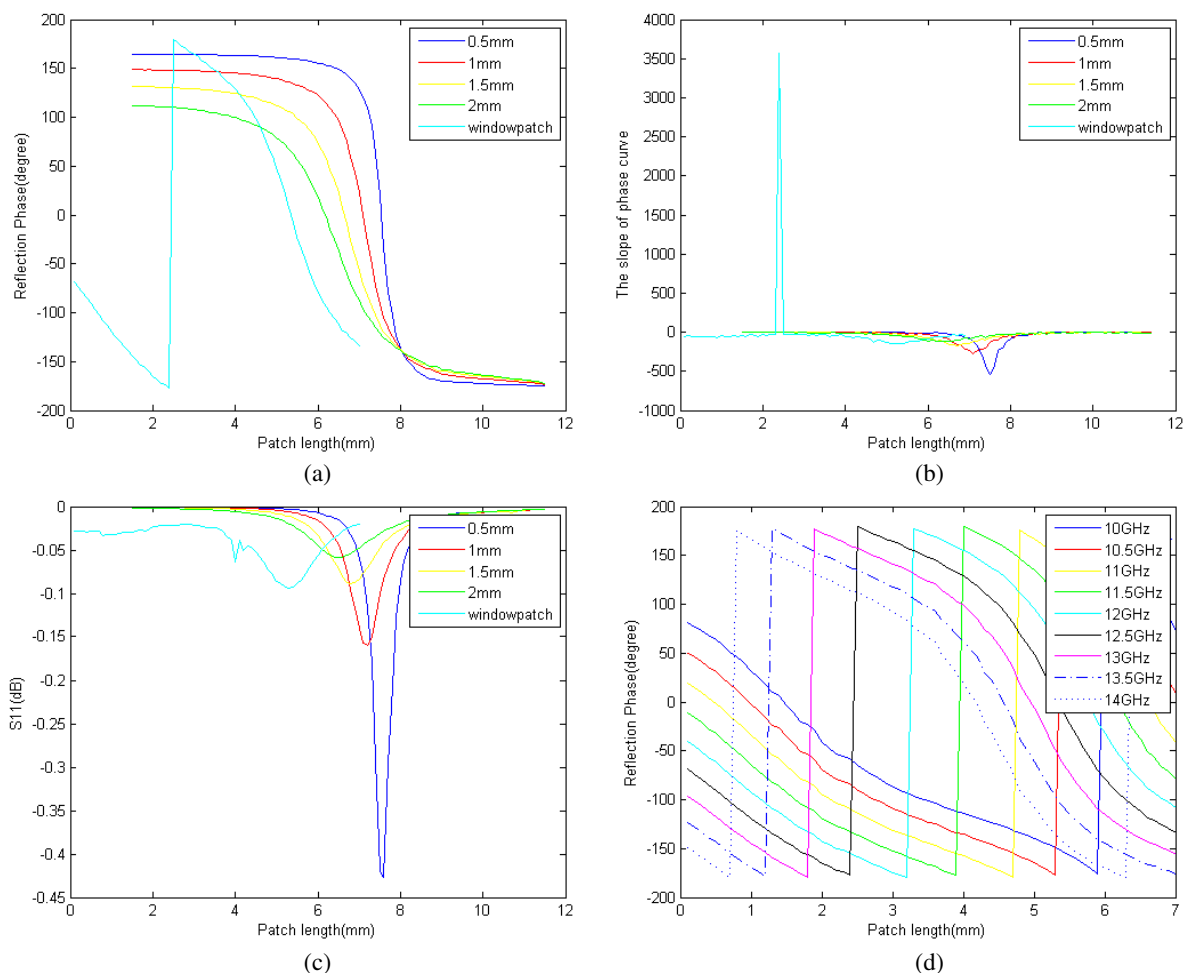 200
150
100
50
0
-50
-100
-150
-200
0 2 4 6 8 10 12
Reflection Phase(degree)
Patch length(mm)
0.5mm
1mm
1.5mm
2mm
windowpatch
(a)
4000
3500
3000
2500
2000
1500
1000
500
0
-500
-1000
0 2 4 6 8 10 12
The slope of phase curve
Patch length(mm)
0.5mm
1mm
1.5mm
2mm
windowpatch
(b)
0
-0.05
-0.1
-0.15
-0.2
-0.25
-0.3
-0.35
-0.4
-0.45
0 2 4 6 8 10 12
S11(dB)
Patch length(mm)
0.5mm
1mm
1.5mm
2mm
windowpatch
(c)
200
150
100
50
0
-50
-100
-150
-200
0 1 2 3 4 5 6 7
Reflection Phase(degree)
Patch length(mm)
10GHz
10.5GHz
11GHz
11.5GHz
12GHz
12.5GHz
13GHz
13.5GHz
14GHz
(d)